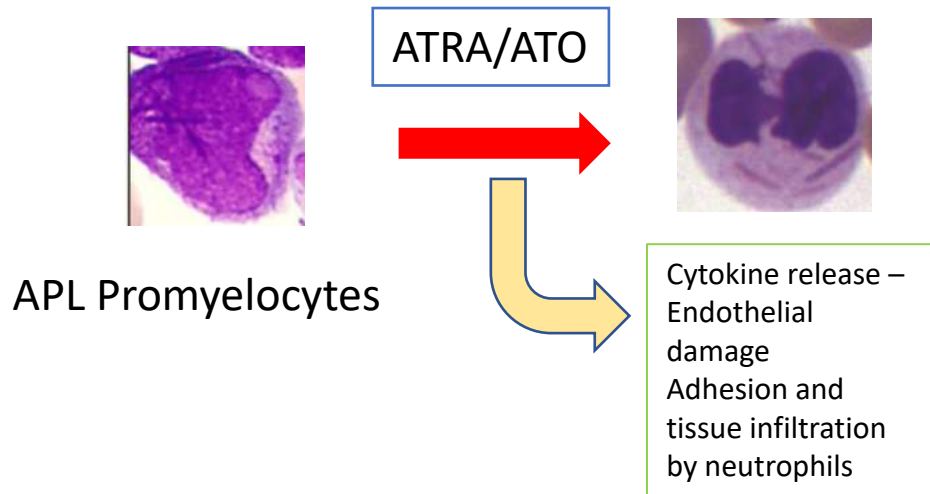 ATRA/ATO
APL Promyelocytes
Cytokine release –
Endothelial
damage
Adhesion and
tissue infiltration
by neutrophils